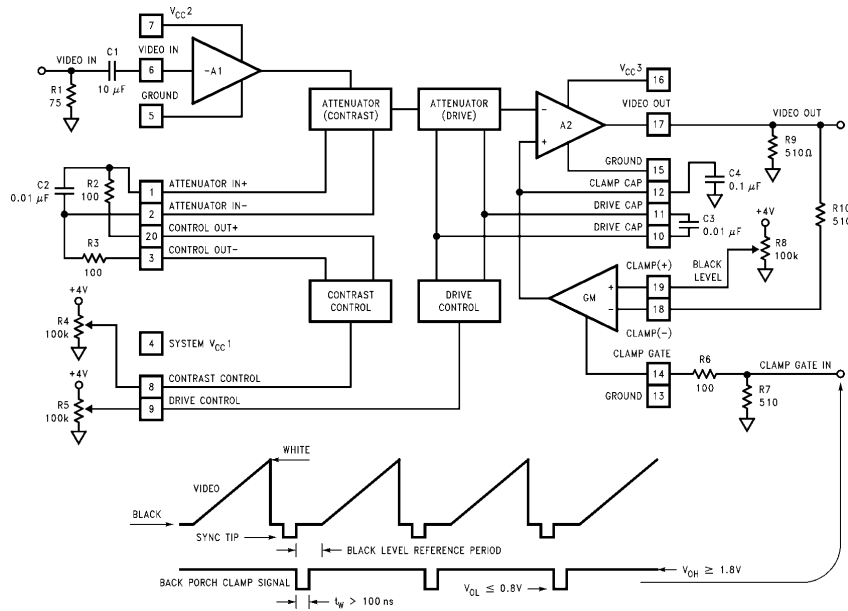 7
VCC2
VIDEO IN
C1
VIDEO IN
6
10 μF
R1
75
-A1
GROUND
5
ATTENUATOR
(CONTRAST)
ATTENUATOR
(DRIVE)
A2
-
+
VCC3
16
VIDEO OUT
17
VIDEO OUT
R9
510Ω
GROUND
15
CLAMP CAP
12
C4
0.1 μF
DRIVE CAP
11
C3
0.01 μF
DRIVE CAP
10
R10
510
C2
0.01 μF
R2
100
1
ATTENUATOR IN+
2
ATTENUATOR IN-
20
CONTROL OUT+
3
CONTROL OUT-
R3
100
+4V
R8
100k
BLACK
LEVEL
CLAMP(+)
19
18
CLAMP(-)
GM
+
-
CONTRAST
CONTROL
DRIVE
CONTROL
+4V
R4
100k
4
SYSTEM VCC1
8
CONTRAST CONTROL
9
DRIVE CONTROL
+4V
R5
100k
CLAMP GATE
14
R6
100
CLAMP GATE IN
R7
510
GROUND
13
WHITE
VIDEO
BLACK
SYNC TIP
BLACK LEVEL REFERENCE PERIOD
BACK PORCH CLAMP SIGNAL
tW > 100 ns
VOL ≤ 0.8V
VOH ≥ 1.8V